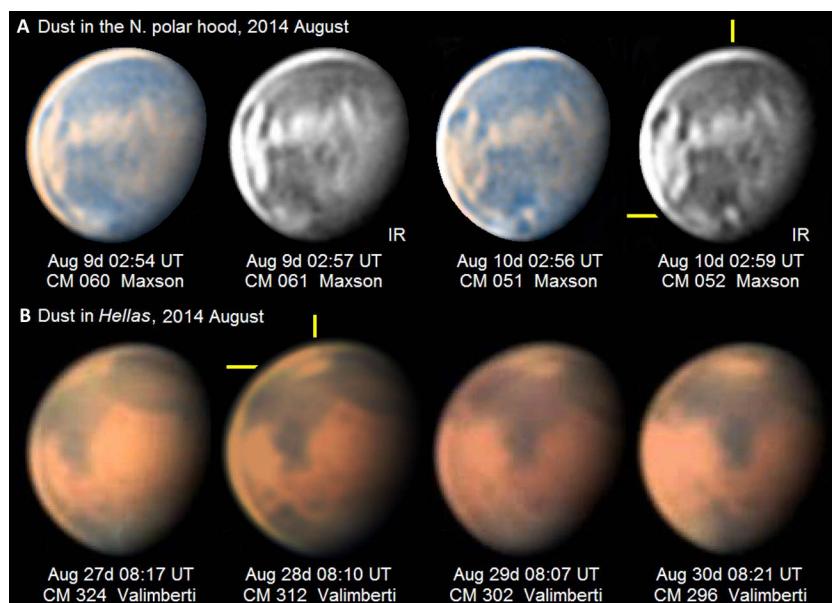 A Dust in the N. polar hood, 2014 August
IR
IR
Aug 9d 02:54 UT
CM 060 Maxson
Aug 9d 02:57 UT
CM 061 Maxson
Aug 10d 02:56 UT
CM 051 Maxson
Aug 10d 02:59 UT
CM 052 Maxson
B Dust in Hellas, 2014 August
Aug 27d 08:17 UT
CM 324 Valimberti
Aug 28d 08:10 UT
CM 312 Valimberti
Aug 29d 08:07 UT
CM 302 Valimberti
Aug 30d 08:21 UT
CM 296 Valimberti